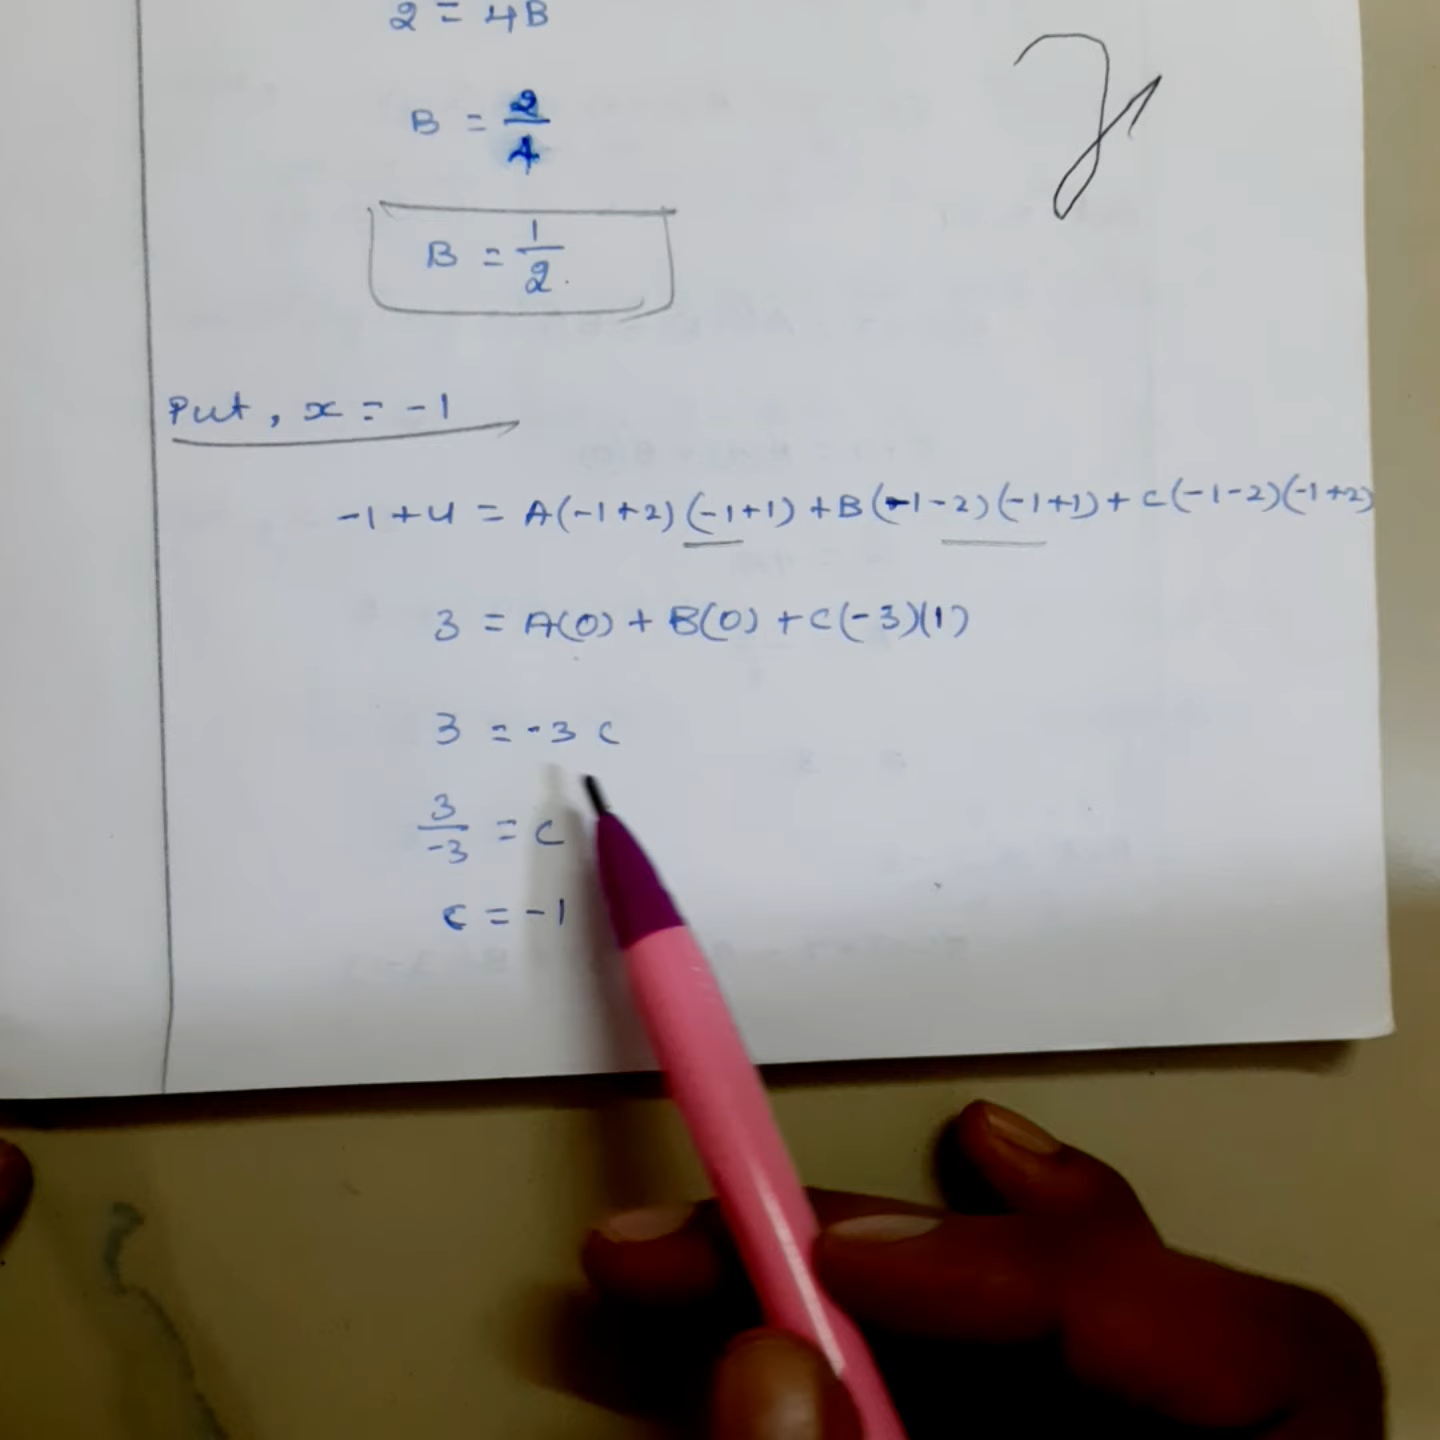 2 = 4B
B = 2/4
B = 1/2.
Put, x = -1
-1+4 = A(-1+2)(-1+1)+B(-1-2)(-1+1)+C(-1-2)(-1+2)
3 = A(0)+B(0)+C(-3)(1)
3 = -3 C
3/-3 = C
C = -1